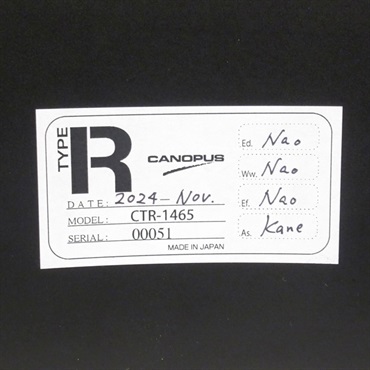 TYPE R
CANOPUS
DATE: 2024-Nov.
MODEL: CTR-1465
SERIAL: 00051
MADE IN JAPAN
Ed. Nao
Ww. Nao
Ef. Nao
As. Kane